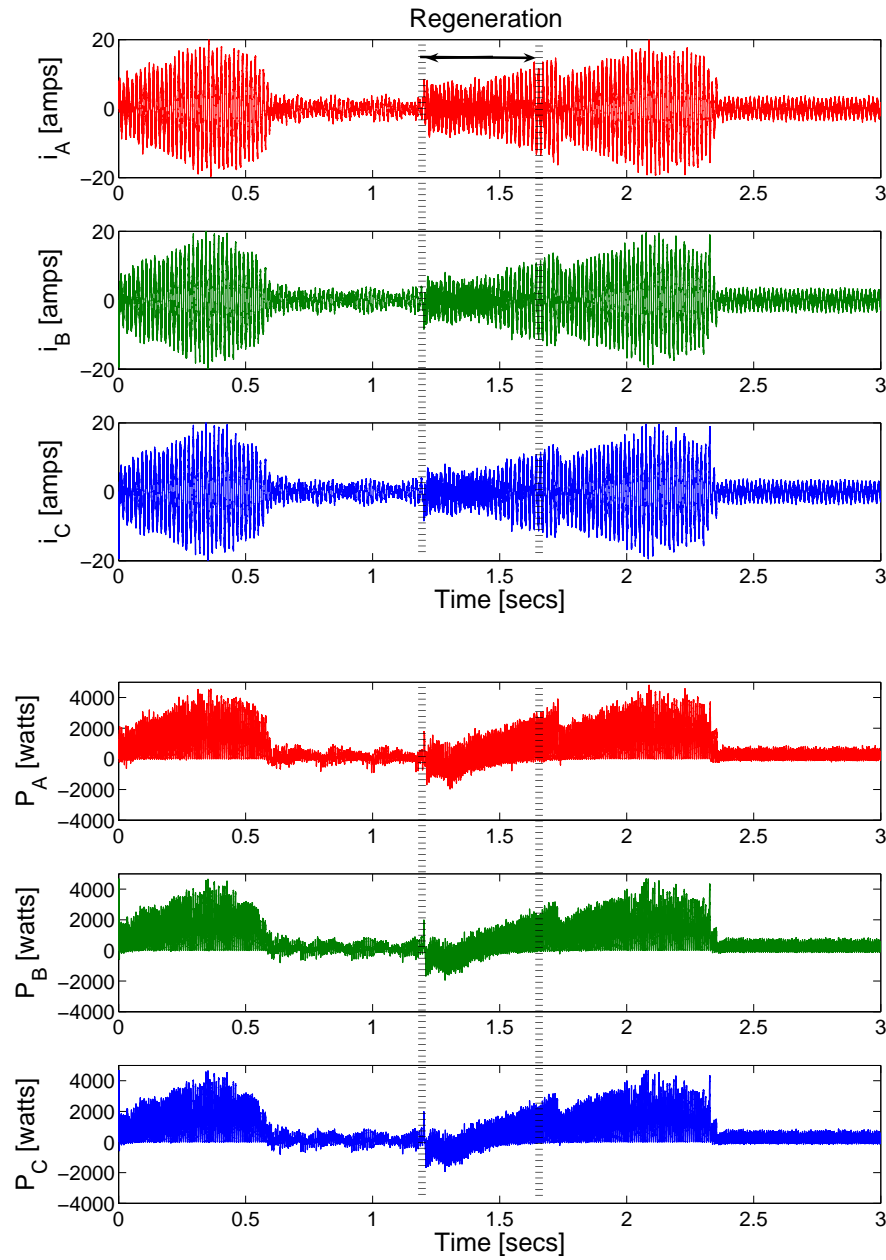 Regeneration
20
0
−20
i_A [amps]
0 0.5 1 1.5 2 2.5 3
20
0
−20
i_B [amps]
0 0.5 1 1.5 2 2.5 3
20
0
−20
i_C [amps]
0 0.5 1 1.5 2 2.5 3
Time [secs]
4000
2000
0
−2000
−4000
P_A [watts]
0 0.5 1 1.5 2 2.5 3
4000
2000
0
−2000
−4000
P_B [watts]
0 0.5 1 1.5 2 2.5 3
4000
2000
0
−2000
−4000
P_C [watts]
0 0.5 1 1.5 2 2.5 3
Time [secs]